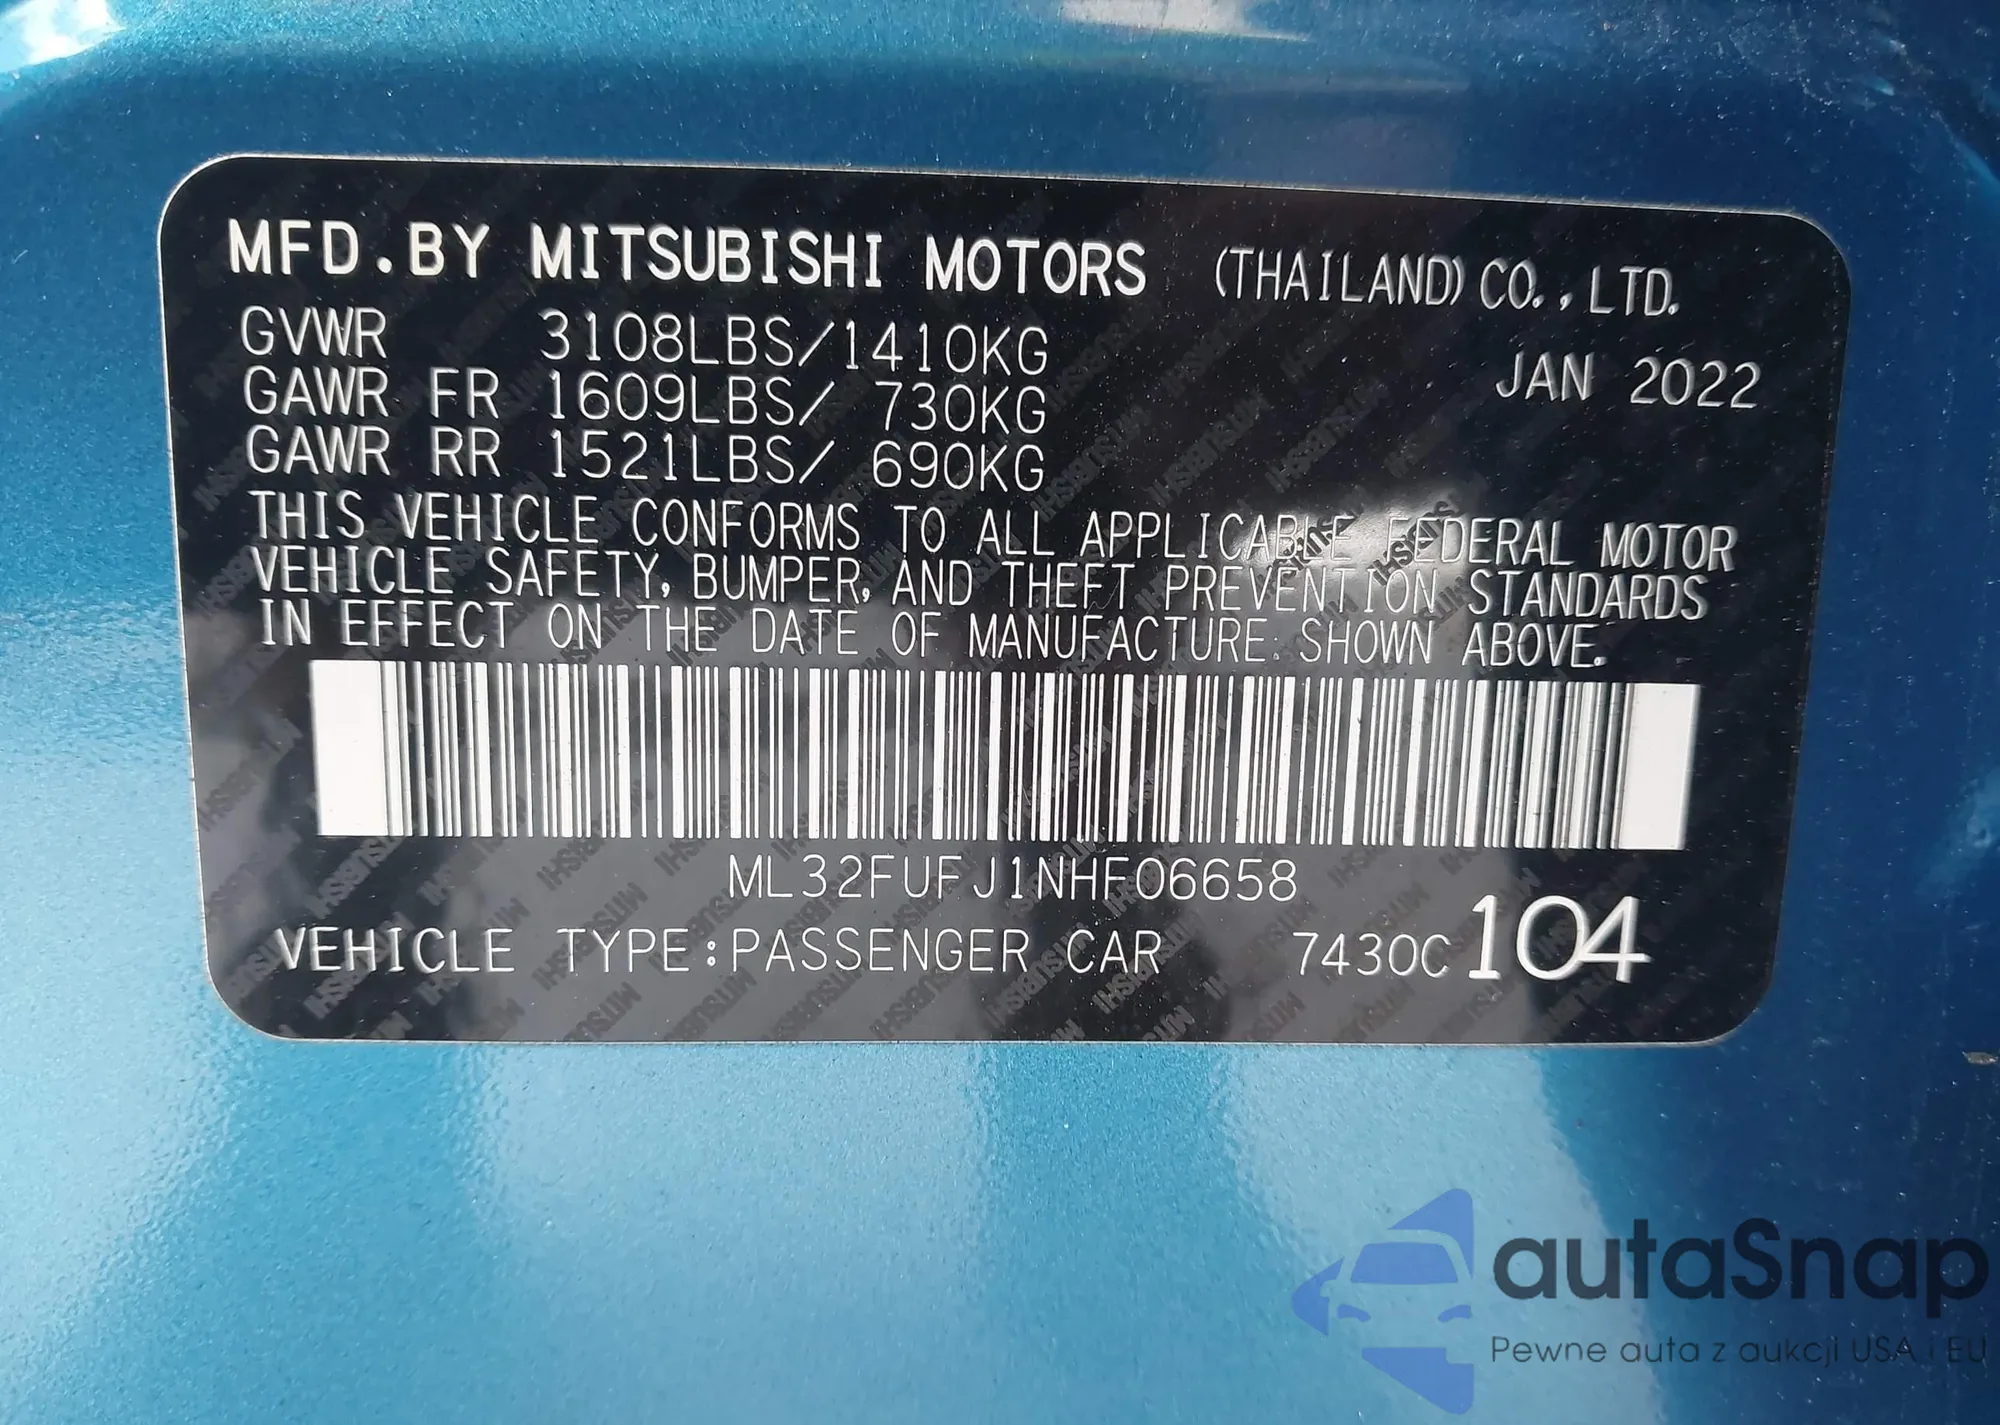 MFD.BY MITSUBISHI MOTORS (THAILAND) CO.,LTD.
GVWR 3108LBS/1410KG
JAN 2022
GAWR FR 1609LBS/ 730KG
GAWR RR 1521LBS/ 690KG
THIS VEHICLE CONFORMS TO ALL APPLICABLE FEDERAL MOTOR
VEHICLE SAFETY, BUMPER, AND THEFT PREVENTION STANDARDS
IN EFFECT ON THE DATE OF MANUFACTURE SHOWN ABOVE.
ML32FUFJ1NHF06658
VEHICLE TYPE:PASSENGER CAR 7430C 104
autaSnap
Pewne auta z aukcji USA i EU